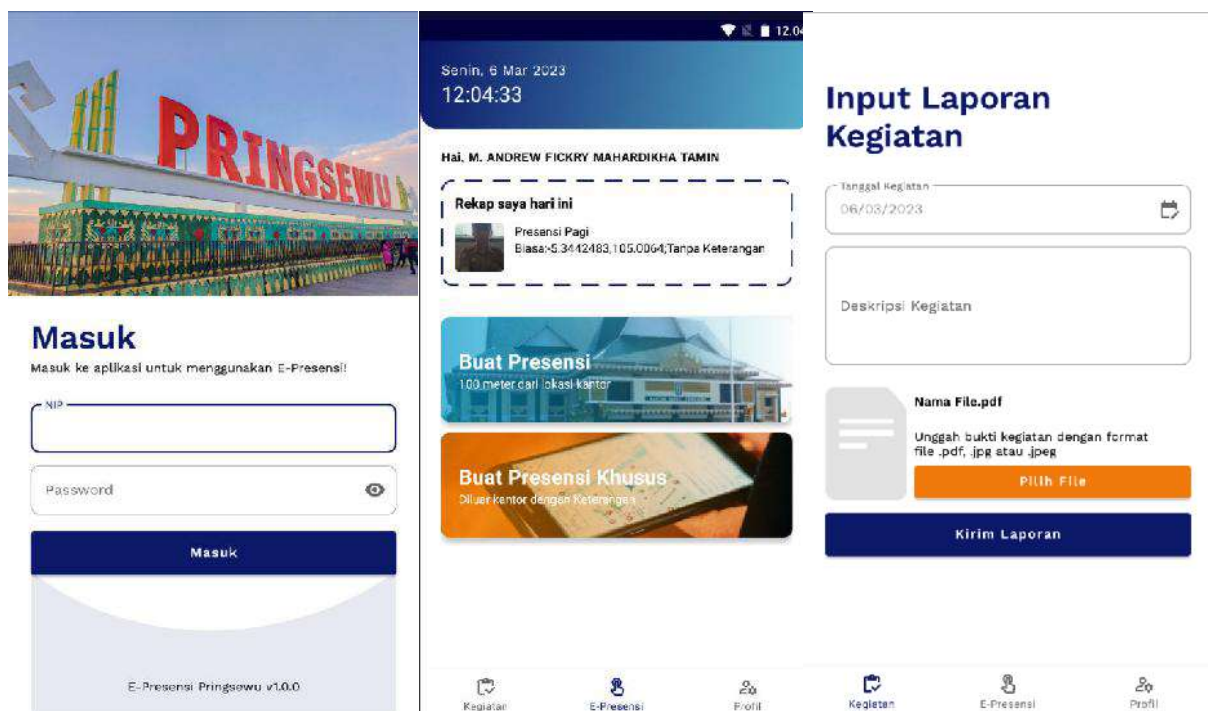 PRINGSEWU
Masuk
Masuk ke aplikasi untuk menggunakan E-Presensi!
NIP
Password
Masuk
E-Presensi Pringsewu v1.0.0
12.04
Senin, 6 Mar 2023
12:04:33
Hai, M. ANDREW FICKRY MAHARDIKHA TAMIN
Rekap saya hari ini
Presensi Pagi
Biasa:-5.3442483,105.0064;Tanpa Keterangan
Buat Presensi
100 meter dari lokasi kantor
Buat Presensi Khusus
Diluar kantor dengan Keterangan
Kegiatan
E-Presensi
Profil
Input Laporan
Kegiatan
Tanggal Kegiatan
06/03/2023
Deskripsi Kegiatan
Nama File.pdf
Unggah bukti kegiatan dengan format
file .pdf, .jpg atau .jpeg
Pilih File
Kirim Laporan
Kegiatan
E-Presensi
Profil